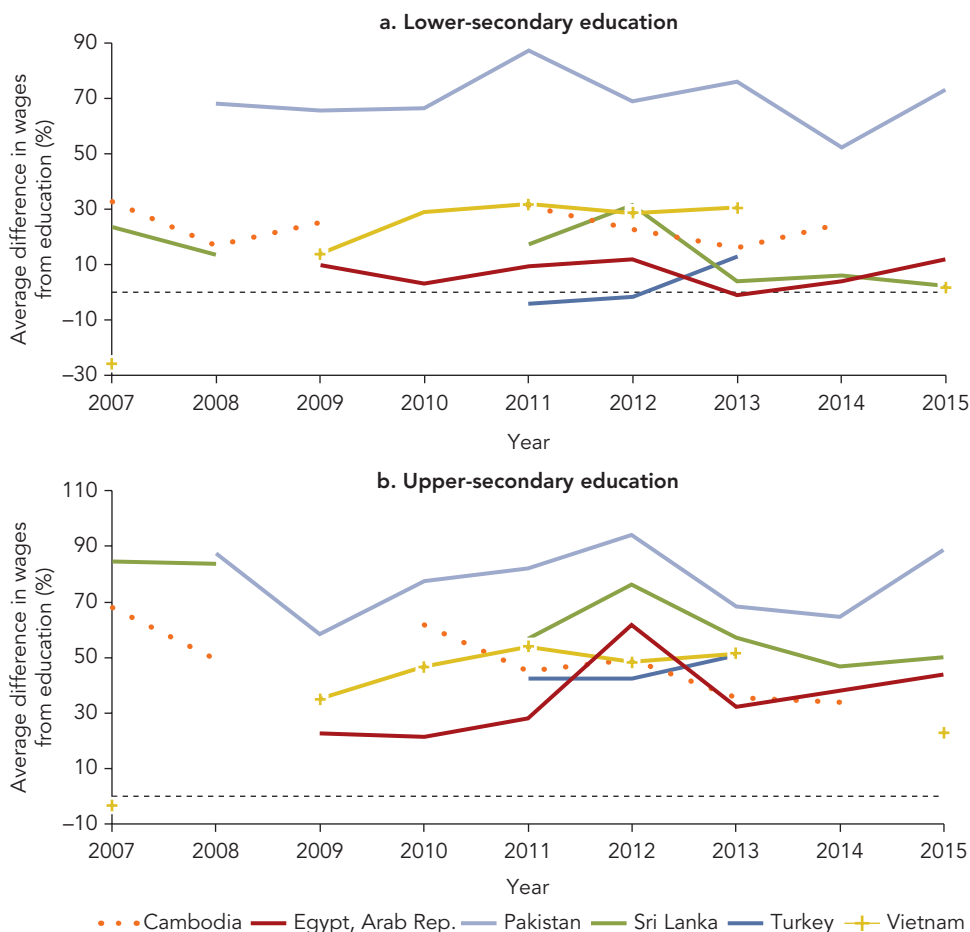 a. Lower-secondary education
Average difference in wages
from education (%)
90
70
50
30
10
–10
–30
2007 2008 2009 2010 2011 2012 2013 2014 2015
Year
b. Upper-secondary education
Average difference in wages
from education (%)
110
90
70
50
30
10
–10
2007 2008 2009 2010 2011 2012 2013 2014 2015
Year
Cambodia Egypt, Arab Rep. Pakistan Sri Lanka Turkey Vietnam